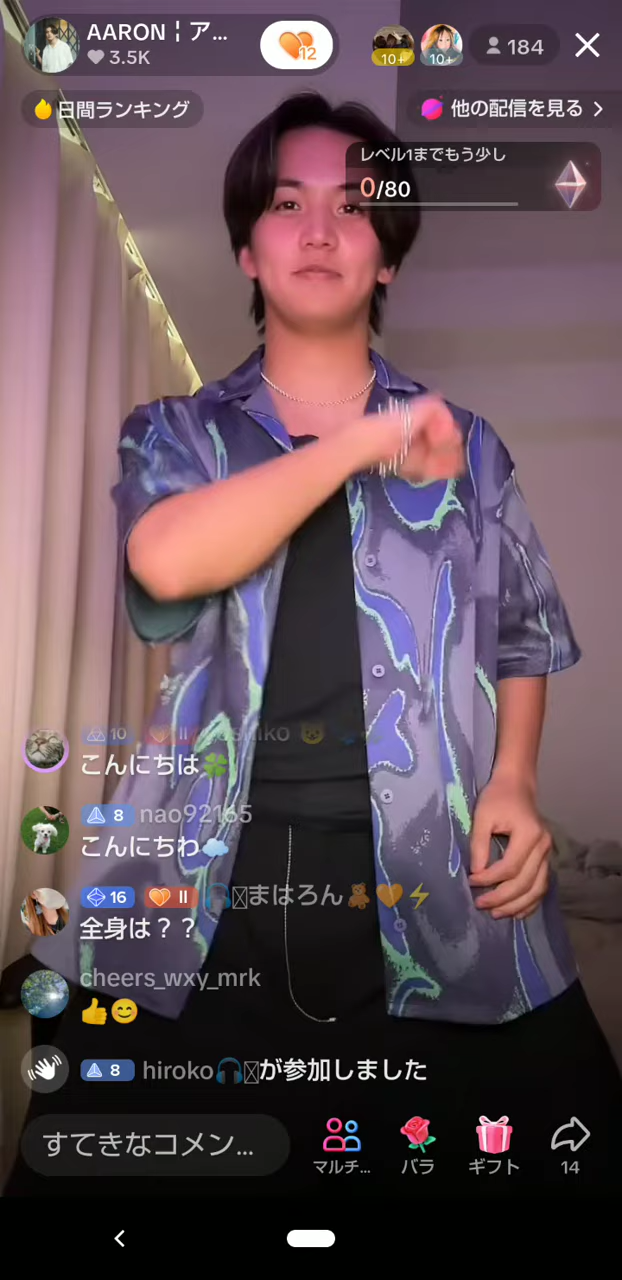 AARON ¦ ア...
3.5K
12
10+
10+
184
日間ランキング
他の配信を見る
レベル1までもう少し
0/80
10 II
こんにちは🍀
8 nao92165
こんにちわ☁️
16 II 🎧まはろん🧸🧡⚡
全身は？？
cheers_wxy_mrk
👍😊
8 hiroko🎧が参加しました
すてきなコメン...
マルチ...
バラ
ギフト
14